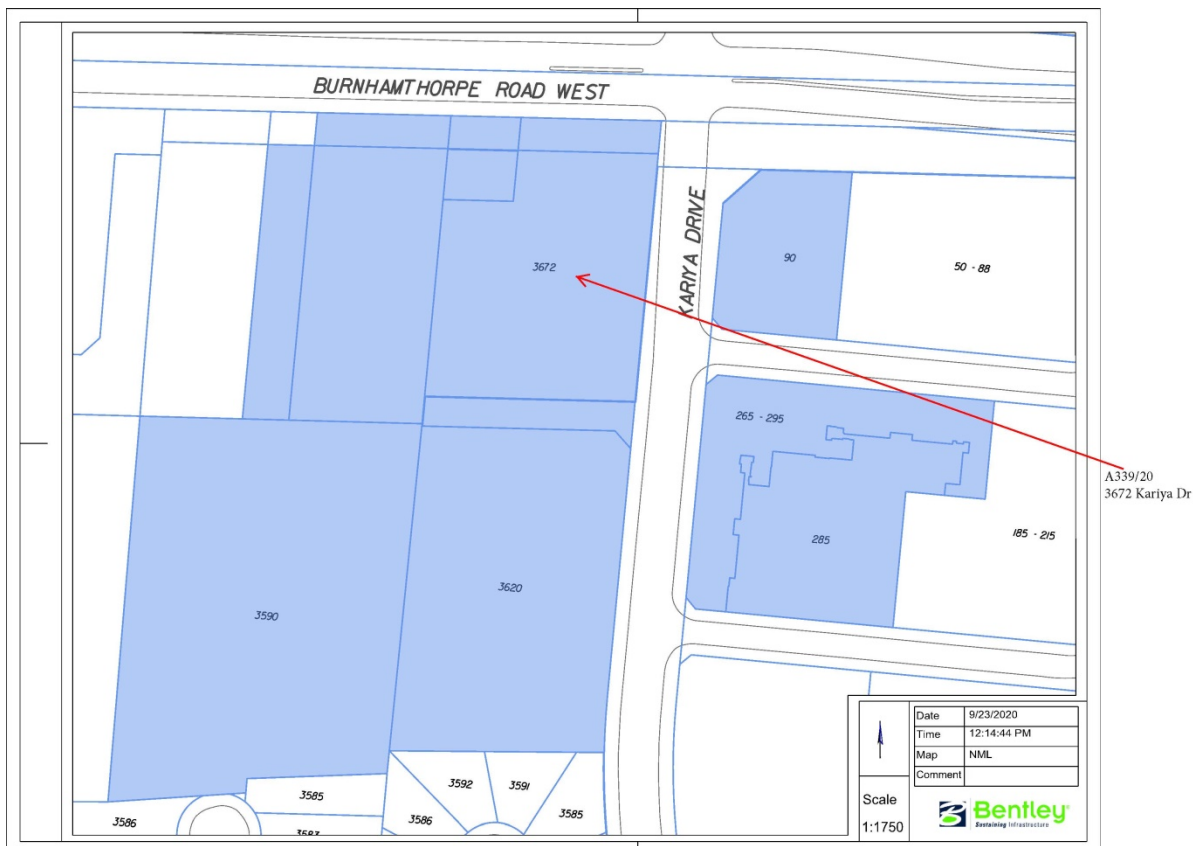 BURNHAMTHORPE ROAD WEST
KARIYA DRIVE
3672
90
50 - 88
265 - 295
A339/20
3672 Kariya Dr
285
185 - 215
3620
3590
3592
3591
3585
3585
3586
3586
3583
Date 9/23/2020
Time 12:14:44 PM
Map NML
Comment
Scale
1:1750
Bentley
Sustaining Infrastructure